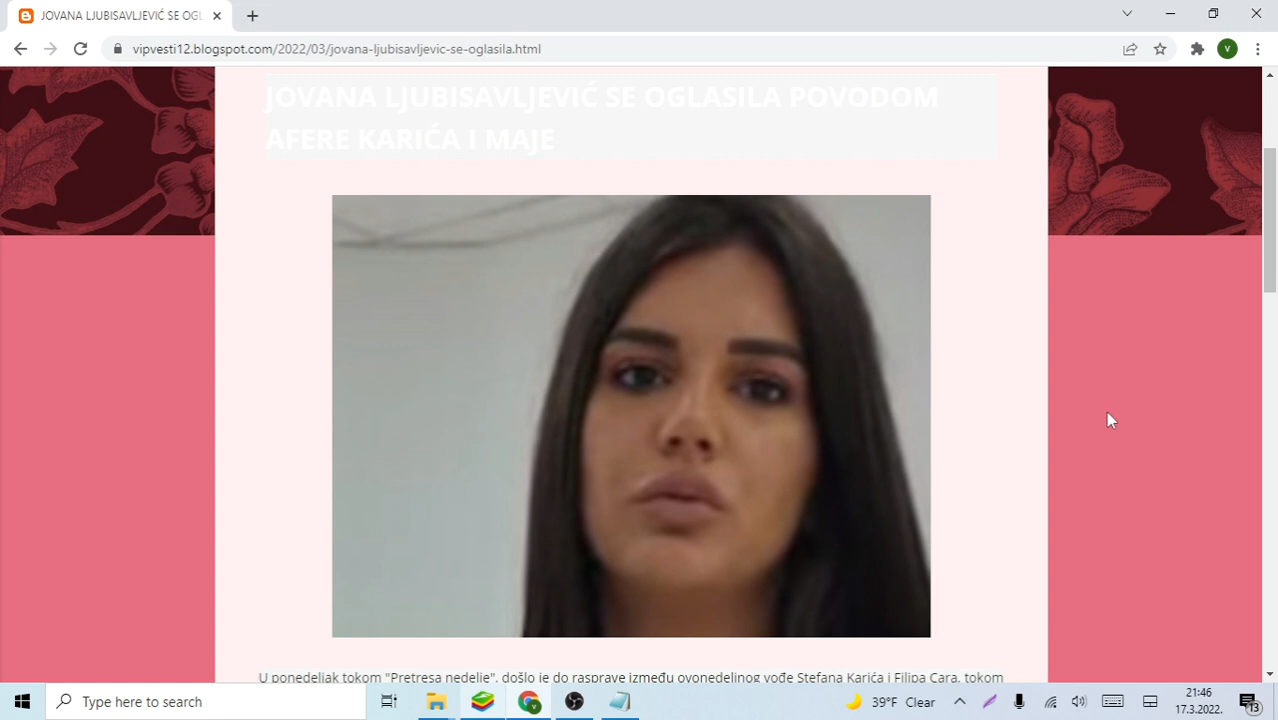 JOVANA LJUBISAVLJEVIĆ SE OGL
vipvesti12.blogspot.com/2022/03/jovana-ljubisavljevic-se-oglasila.html
V
JOVANA LJUBISAVLJEVIĆ SE OGLASILA POVODOM
AFERE KARIĆA I MAJE
U ponedeljak tokom "Pretresa nedelje", došlo je do rasprave između ovonedeljnog vođe Stefana Karića i Filipa Cara, tokom
Type here to search
39°F Clear
21:46
17.3.2022.
13